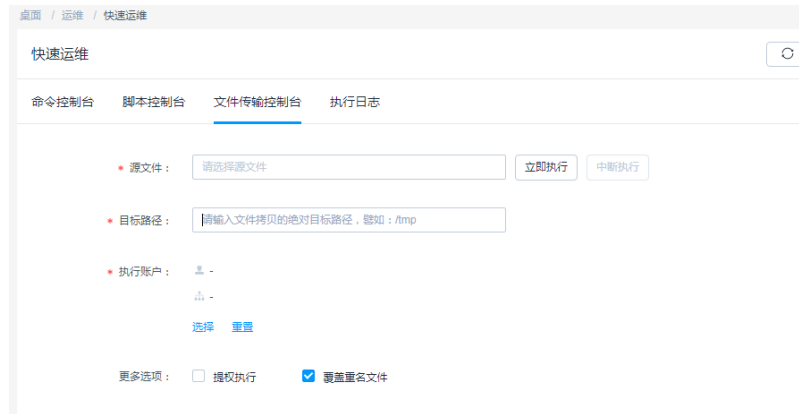 桌面 / 运维 / 快速运维
快速运维
命令控制台 脚本控制台 文件传输控制台 执行日志
* 源文件： 请选择源文件 立即执行 中断执行
* 目标路径： 请输入文件拷贝的绝对目标路径，譬如：/tmp
* 执行账户： -
-
选择 重置
更多选项： 提权执行 覆盖重名文件